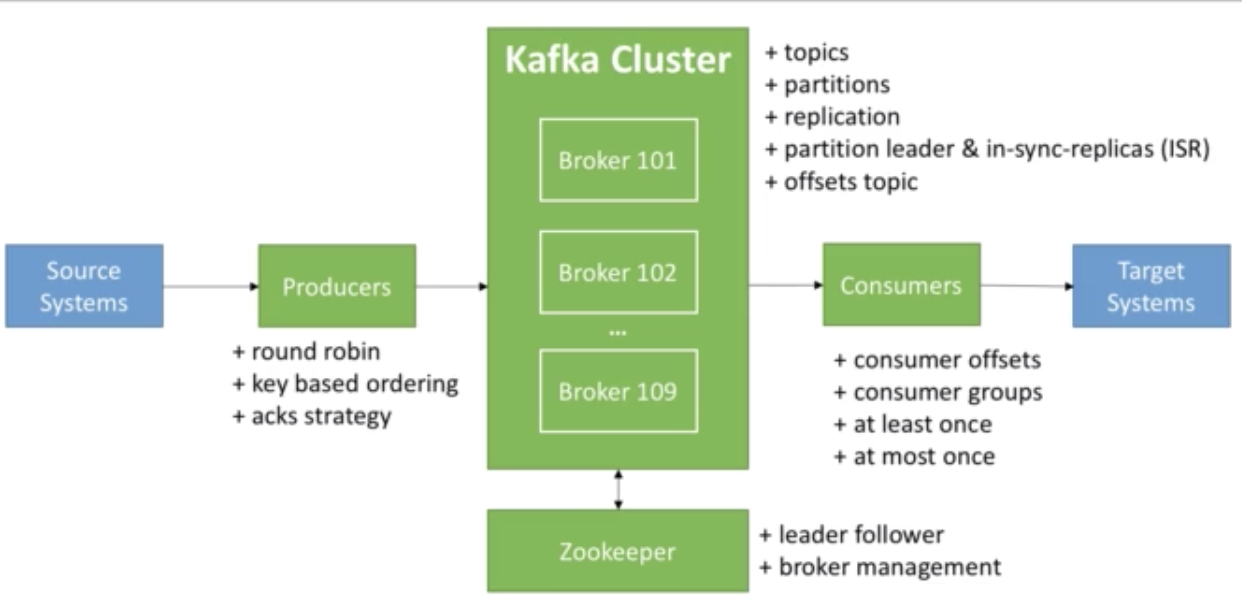 Kafka Cluster
Broker 101
Broker 102
...
Broker 109
+ topics
+ partitions
+ replication
+ partition leader & in-sync-replicas (ISR)
+ offsets topic
Source
Systems
Producers
+ round robin
+ key based ordering
+ acks strategy
Consumers
+ consumer offsets
+ consumer groups
+ at least once
+ at most once
Target
Systems
Zookeeper
+ leader follower
+ broker management